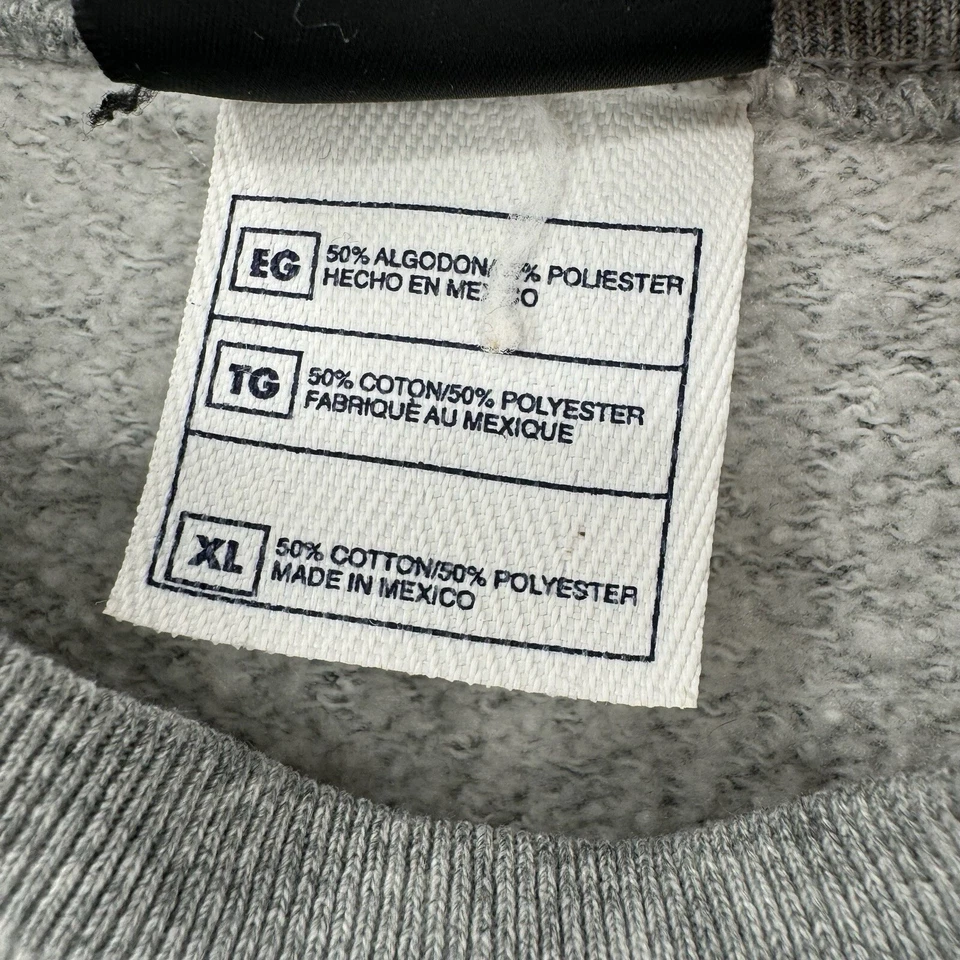 EG
50% ALGODON/ % POLIESTER
HECHO EN
TG
50% COTON/50% POLYESTER
FABRIQUÈ AU MEXIQUE
XL
50% COTTON/50% POLYESTER
MADE IN MEXICO